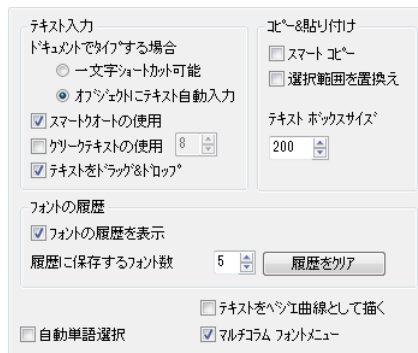 テキスト入力
ﾄﾞｷｭﾒﾝﾄでﾀｲﾌﾟする場合
一文字ｼｮｰﾄｶｯﾄ可能
ｵﾌﾞｼﾞｪｸﾄにﾃｷｽﾄ自動入力
スマートクオートの使用
グリークテキストの使用 8
テキストをﾄﾞﾗｯｸﾞ&ﾄﾞﾛｯﾌﾟ
ｺﾋﾟｰ&貼り付け
スマート ｺﾋﾟｰ
選択範囲を置換え
テキスト ボックスサイズ
200
フォントの履歴
フォントの履歴を表示
履歴に保存するフォント数 5 履歴をクリア
テキストをﾍﾞｼﾞｴ曲線として描く
自動単語選択 マルチコラム フォントメニュー